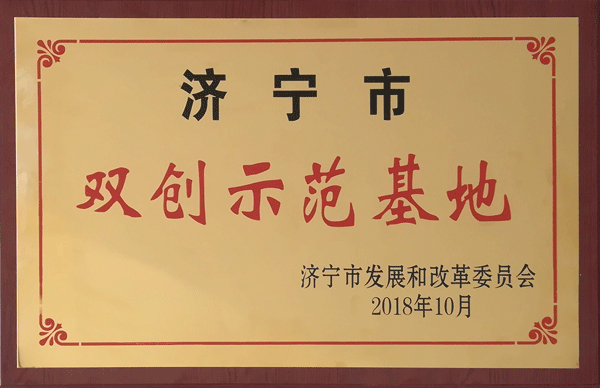 济宁市
双创示范基地
济宁市发展和改革委员会
2018年10月